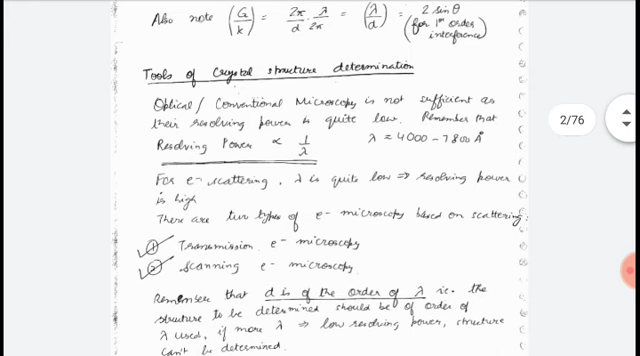 Also note (G/k) = 2π/d · λ/2π = (λ/d) = 2 sinθ (for 1st order interference)
Tools of Crystal structure determination
Optical / Conventional Microscopy is not sufficient as
their resolving power is quite low. Remember that
Resolving Power ∝ 1/λ λ ≈ 4000 - 7800 Å
2/76
For e- scattering, λ is quite low ⇒ resolving power
is high
There are two types of e- microscopy based on scattering:
① Transmission e- microscopy
② Scanning e- microscopy
Remember that d is of the order of λ i.e. the
structure to be determined should be of order of
λ used, if more λ ⇒ low resolving power, structure
can't be determined.